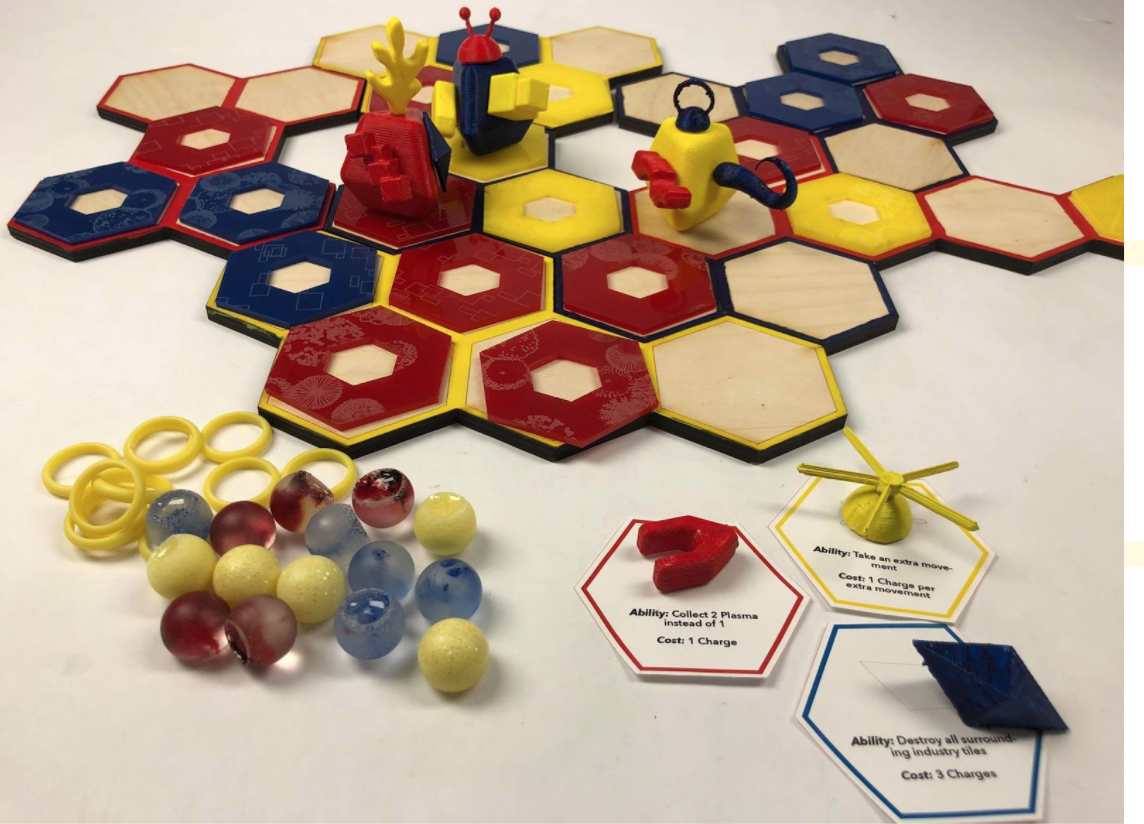 Ability: Take an extra move-
ment
Cost: 1 Charge per
extra movement
Ability: Collect 2 Plasma
instead of 1
Cost: 1 Charge
Ability: Destroy all surround-
ing industry tiles
Cost: 3 Charges